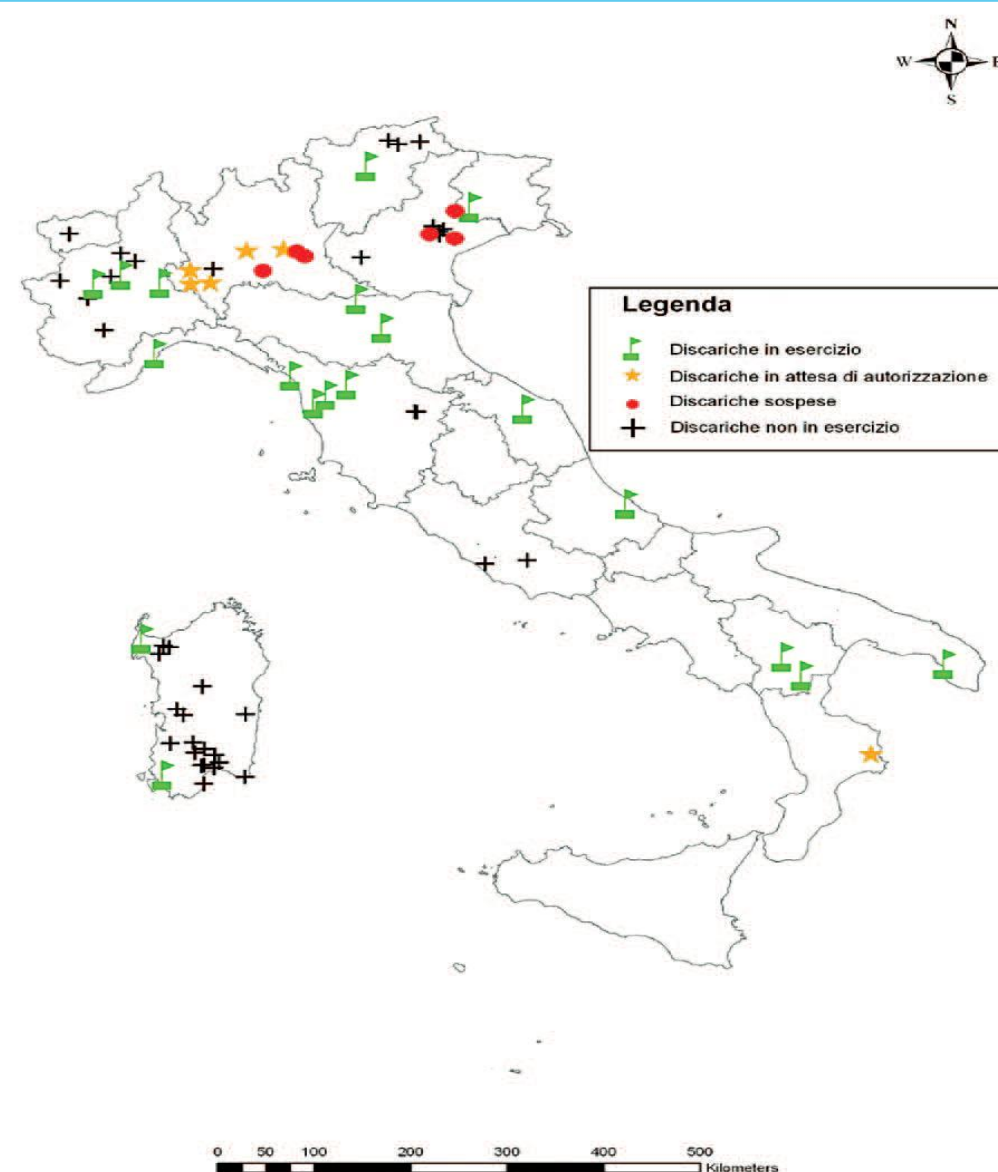 N
W E
S
Legenda
Discariche in esercizio
Discariche in attesa di autorizzazione
Discariche sospese
Discariche non in esercizio
0 50 100 200 300 400 500
Kilometers